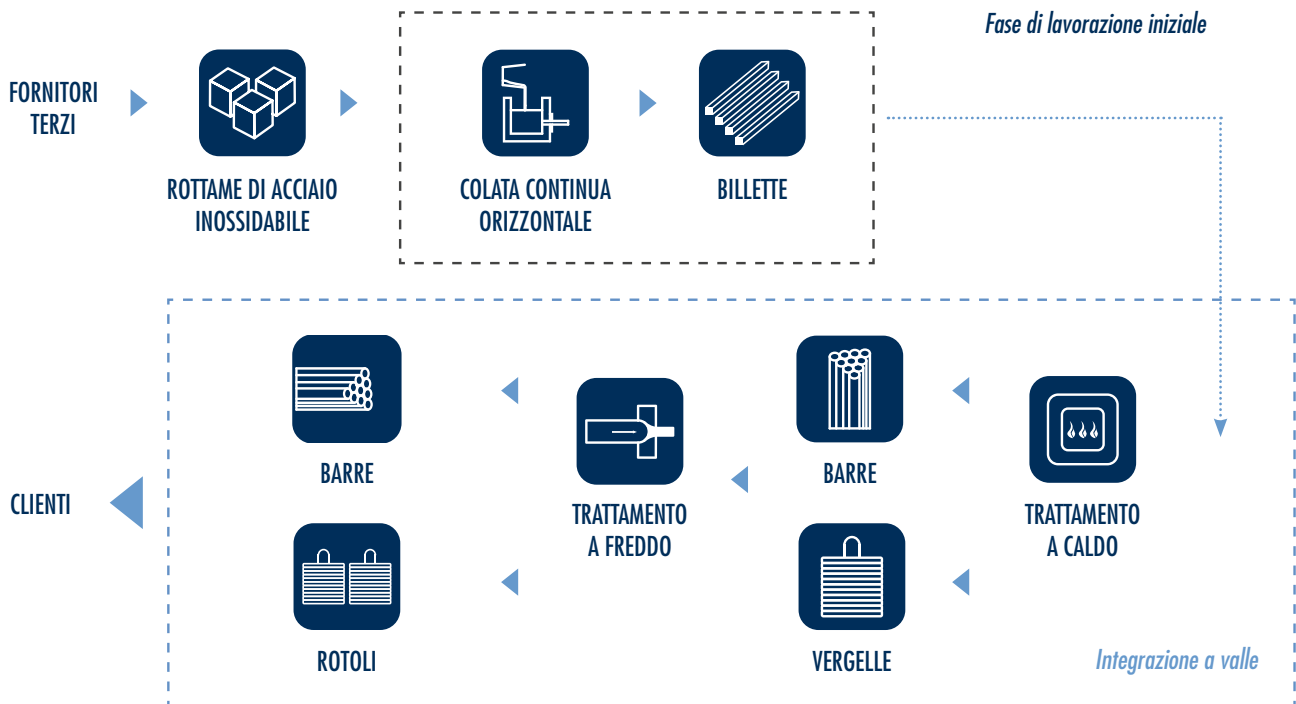 Fase di lavorazione iniziale
FORNITORI
TERZI
ROTTAME DI ACCIAIO
INOSSIDABILE
COLATA CONTINUA
ORIZZONTALE
BILLETTE
BARRE
TRATTAMENTO
A FREDDO
BARRE
TRATTAMENTO
A CALDO
CLIENTI
ROTOLI
VERGELLE
Integrazione a valle